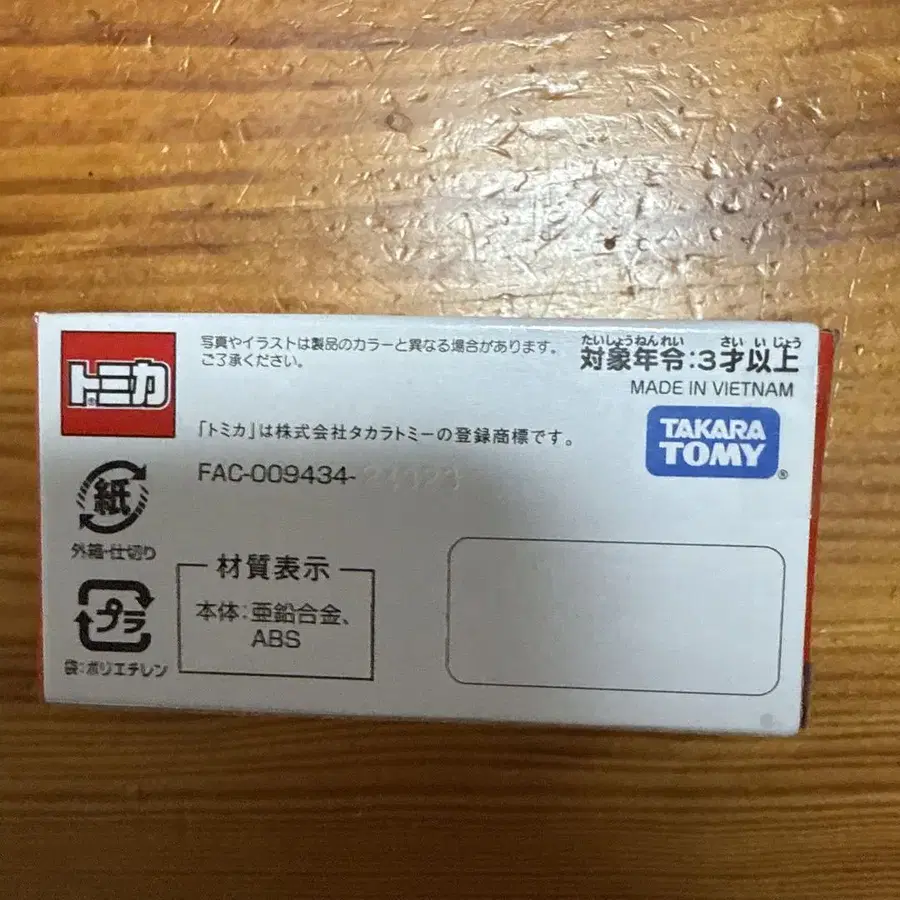 トミカ
®
写真やイラストは製品のカラーと異なる場合があります。
ご了承ください。
「トミカ」は株式会社タカラトミーの登録商標です。
FAC-009434-
たいしょうねんれい さい いじょう
対象年令:3才以上
MADE IN VIETNAM
TAKARA
TOMY
®
紙
外箱・仕切り
プラ
袋:ポリエチレン
材質表示
本体:亜鉛合金、
ABS